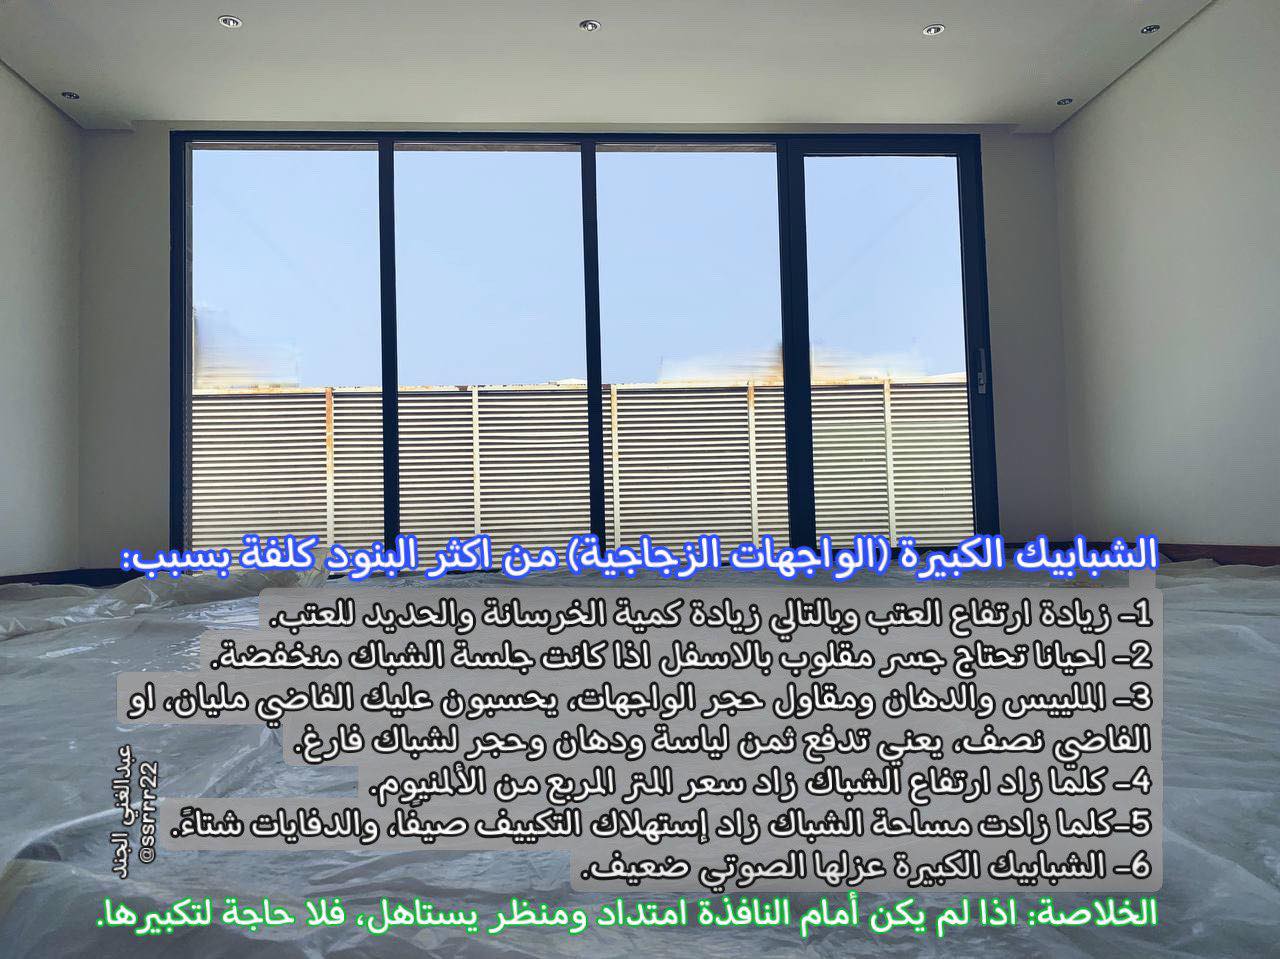 الشبابيك الكبيرة (الواجهات الزجاجية) من اكثر البنود كلفة بسبب:
1- زيادة ارتفاع العتب وبالتالي زيادة كمية الخرسانة والحديد للعتب.
2- احيانا تحتاج جسر مقلوب بالاسفل اذا كانت جلسة الشباك منخفضة.
3- المليیس والدهان ومقاول حجر الواجهات، يحسبون عليك الفاضي مليان، او
الفاضي نصف، يعني تدفع ثمن لياسة ودهان وحجر لشباك فارغ.
4- كلما زاد ارتفاع الشباك زاد سعر المتر المربع من الألمنيوم.
5-كلما زادت مساحة الشباك زاد إستهلاك التكييف صيفًا، والدفايات شتاءً.
6- الشبابيك الكبيرة عزلها الصوتي ضعيف.
الخلاصة: اذا لم يكن أمام النافذة امتداد ومنظر يستاهل، فلا حاجة لتكبيرها.
عبدالغني الجند
@ssrrr22